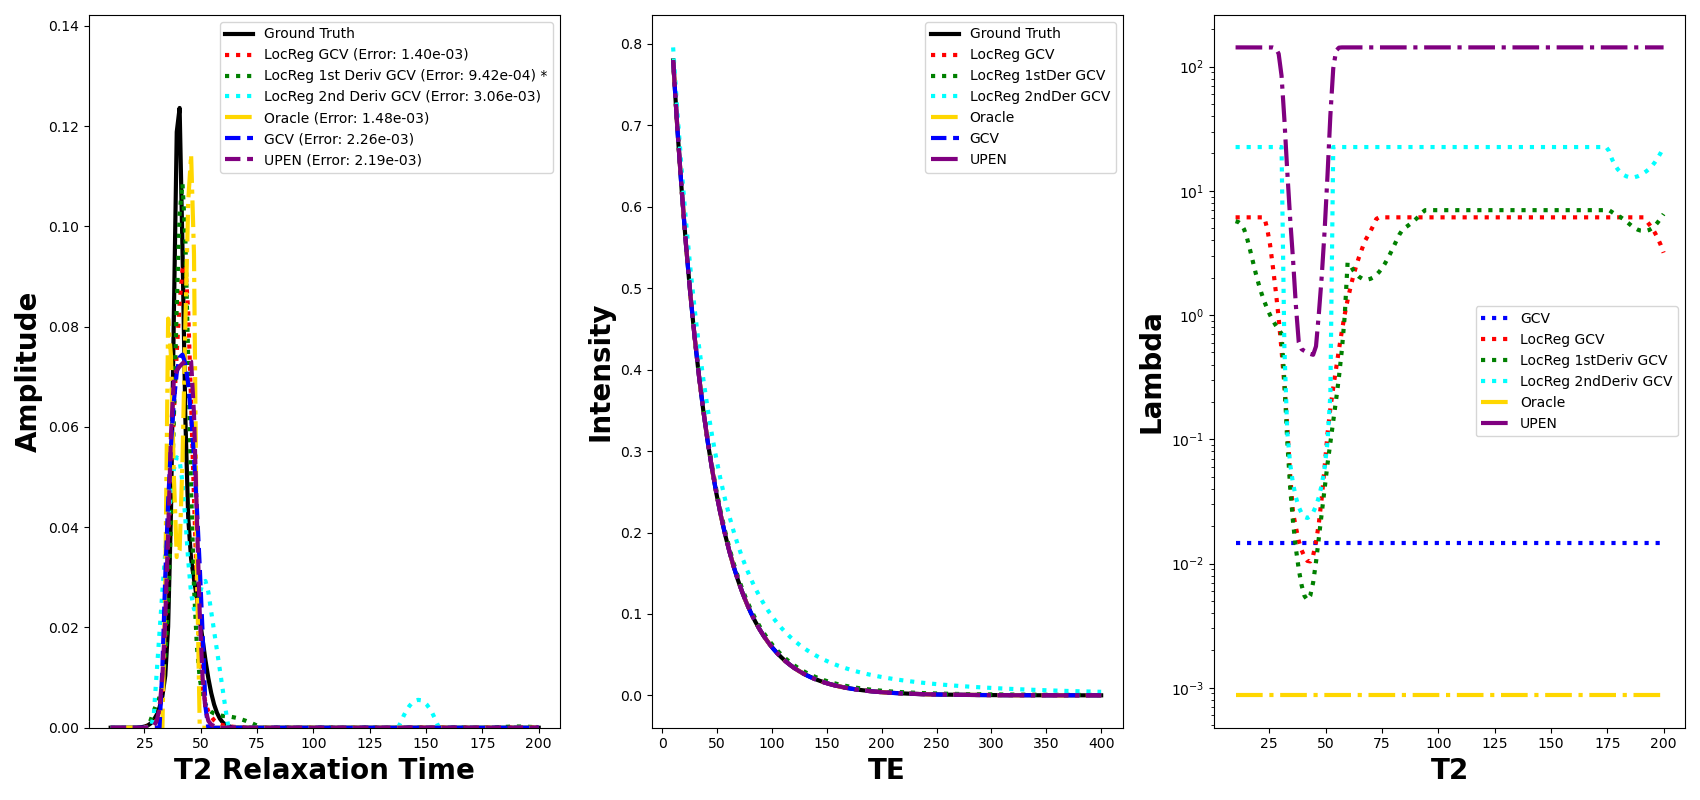 0.14
0.12
0.10
0.08
0.06
0.04
0.02
0.00
Amplitude
25 50 75 100 125 150 175 200
T2 Relaxation Time
Ground Truth
LocReg GCV (Error: 1.40e-03)
LocReg 1st Deriv GCV (Error: 9.42e-04) *
LocReg 2nd Deriv GCV (Error: 3.06e-03)
Oracle (Error: 1.48e-03)
GCV (Error: 2.26e-03)
UPEN (Error: 2.19e-03)
0.8
0.7
0.6
0.5
0.4
0.3
0.2
0.1
0.0
Intensity
0 50 100 150 200 250 300 350 400
TE
Ground Truth
LocReg GCV
LocReg 1stDer GCV
LocReg 2ndDer GCV
Oracle
GCV
UPEN
10²
10¹
10⁰
10⁻¹
10⁻²
10⁻³
Lambda
25 50 75 100 125 150 175 200
T2
GCV
LocReg GCV
LocReg 1stDeriv GCV
LocReg 2ndDeriv GCV
Oracle
UPEN